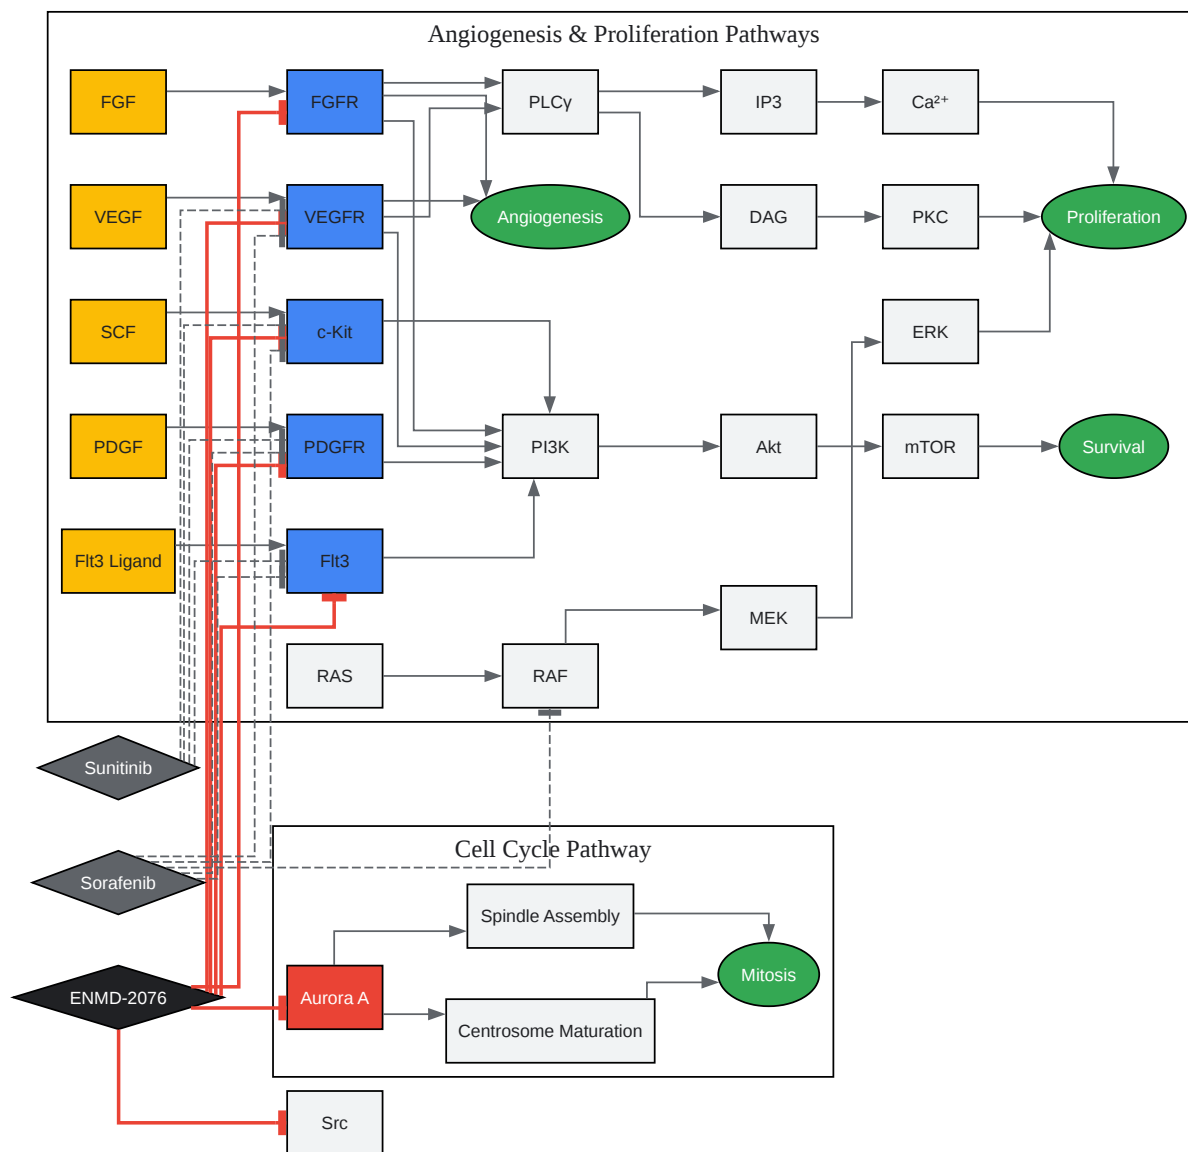 Angiogenesis & Proliferation Pathways
FGF
FGFR
PLCγ
IP3
Ca²⁺
VEGF
VEGFR
Angiogenesis
DAG
PKC
Proliferation
SCF
c-Kit
ERK
PDGF
PDGFR
PI3K
Akt
mTOR
Survival
Flt3 Ligand
Flt3
MEK
RAS
RAF
Sunitinib
Cell Cycle Pathway
Sorafenib
Spindle Assembly
Mitosis
ENMD-2076
Aurora A
Centrosome Maturation
Src